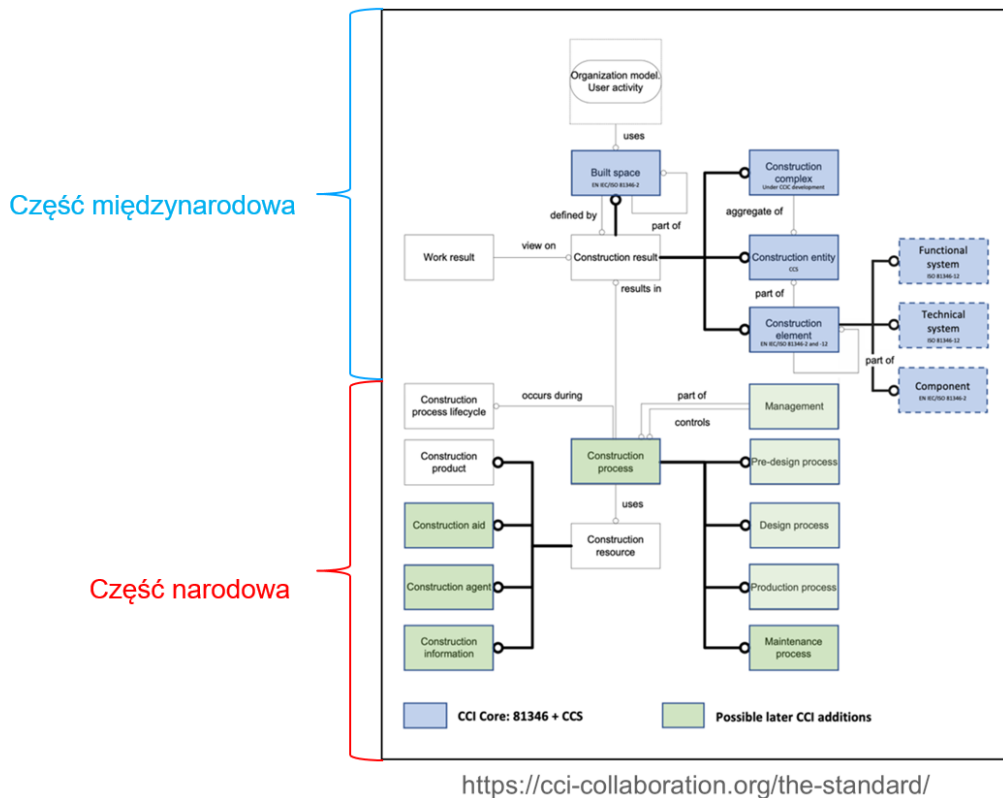 Organization model.
User activity
uses
Built space
EN IEC/ISO 81346-2
Construction
complex
Under CCIC development
Część międzynarodowa
defined by
part of
aggregate of
Work result
view on
Construction result
Construction entity
CCS
Functional
system
ISO 81346-12
results in
part of
Construction
element
EN IEC/ISO 81346-2 and -12
Technical
system
ISO 81346-12
part of
Component
EN IEC/ISO 81346-2
Construction
process lifecycle
occurs during
part of
controls
Management
Construction
product
Construction
process
Pre-design process
uses
Construction aid
Construction
resource
Design process
Część narodowa
Construction agent
Production process
Construction
information
Maintenance
process
CCI Core: 81346 + CCS
Possible later CCI additions
https://cci-collaboration.org/the-standard/